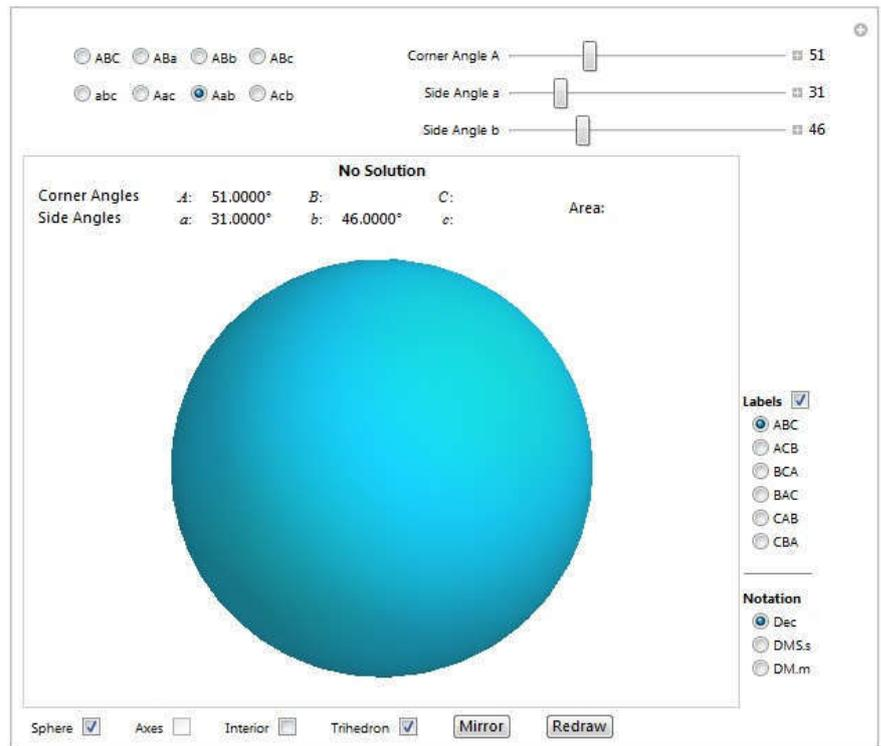 ABC ABa ABb ABc
abc Aac Aab Acb
Corner Angle A 51
Side Angle a 31
Side Angle b 46
No Solution
Corner Angles A: 51.0000° B: C:
Side Angles a: 31.0000° b: 46.0000° c:
Area:
Labels
ABC
ACB
BCA
BAC
CAB
CBA
Notation
Dec
DMS.s
DM.m
Sphere Axes Interior Trihedron Mirror Redraw